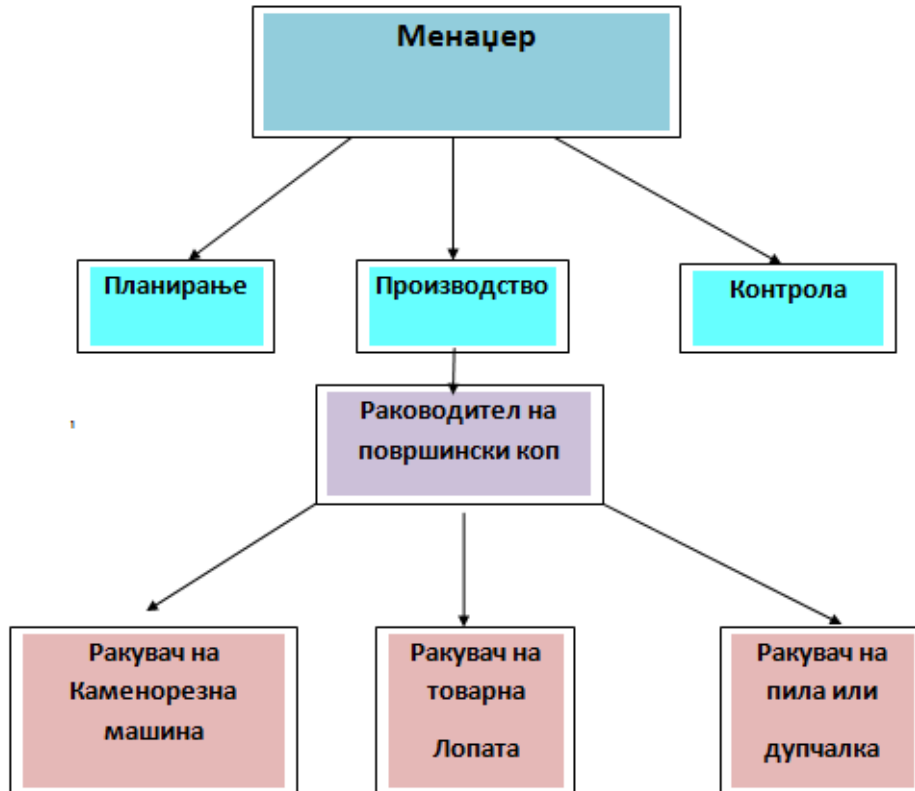 Менаџер
Планирање
Производство
Контрола
Раководител на
површински коп
Ракувач на
Каменорезна
машина
Ракувач на
товарна
Лопата
Ракувач на
пила или
дупчалка